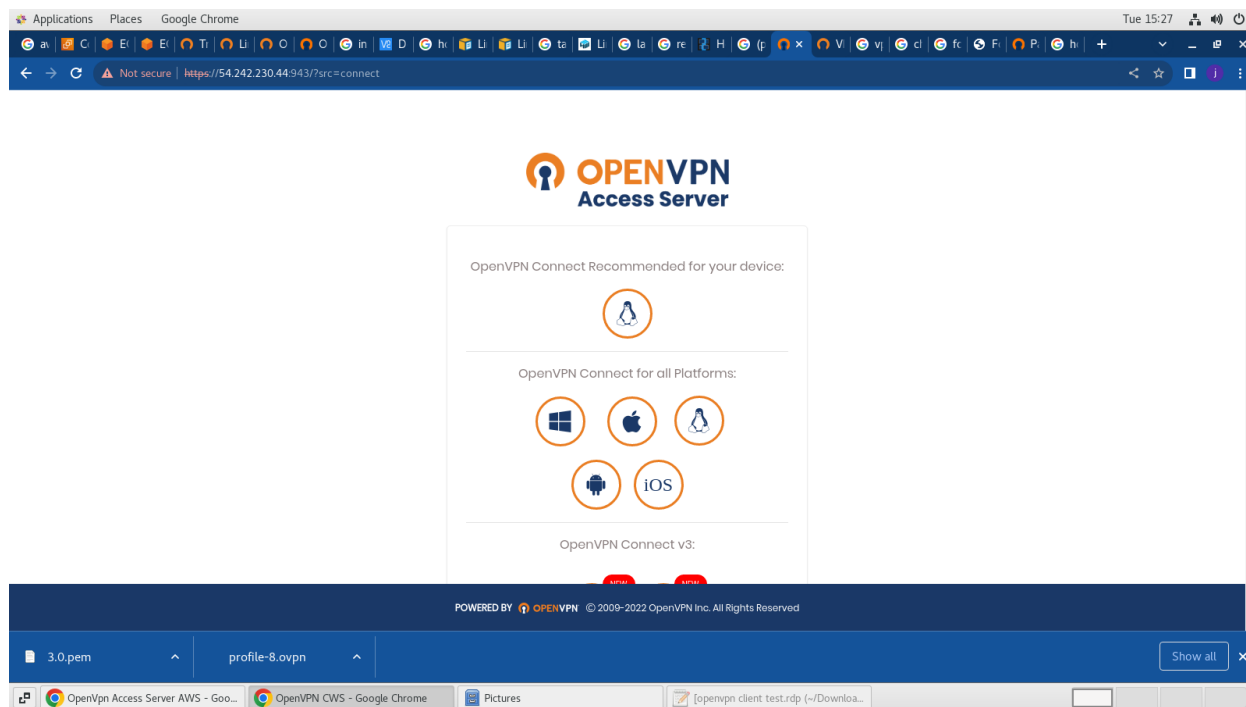 Applications Places Google Chrome Tue 15:27
Not secure | https://54.242.230.44:943/?src=connect
OPENVPN
Access Server
OpenVPN Connect Recommended for your device:
OpenVPN Connect for all Platforms:
iOS
OpenVPN Connect v3:
NEW NEW
POWERED BY OPENVPN © 2009-2022 OpenVPN Inc. All Rights Reserved
3.0.pem profile-8.ovpn Show all
OpenVpn Access Server AWS - Goo... OpenVPN CWS - Google Chrome Pictures [openvpn client test.rdp (~/Downloa...